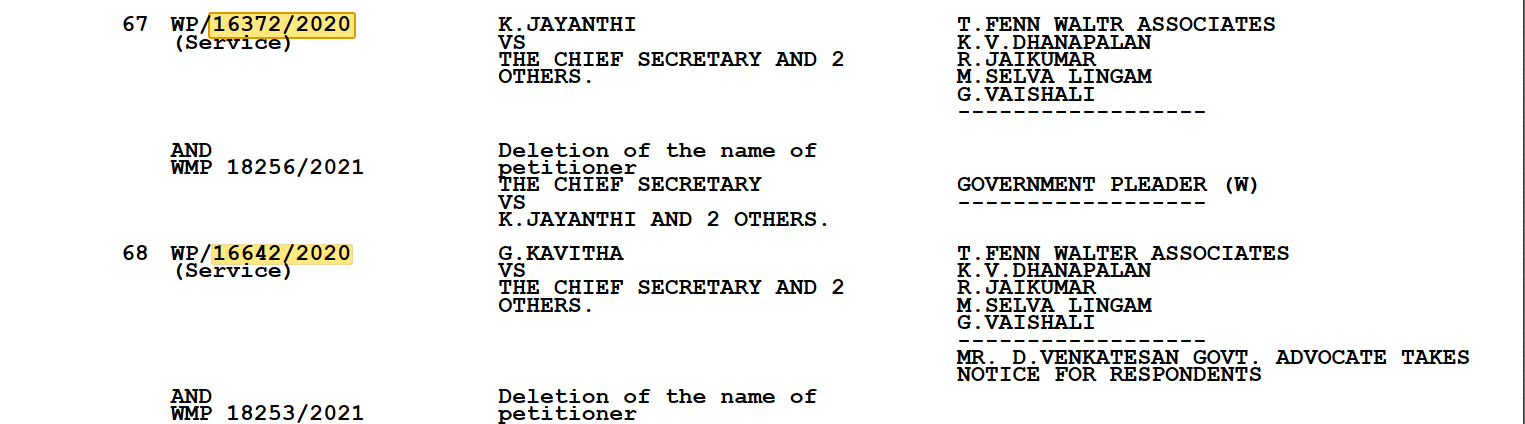 67 WP/16372/2020 K.JAYANTHI T.FENN WALTR ASSOCIATES
(Service) VS K.V.DHANAPALAN
THE CHIEF SECRETARY AND 2 R.JAIKUMAR
OTHERS. M.SELVA LINGAM
G.VAISHALI
------------------
AND Deletion of the name of
WMP 18256/2021 petitioner
THE CHIEF SECRETARY GOVERNMENT PLEADER (W)
VS ------------------
K.JAYANTHI AND 2 OTHERS.
68 WP/16642/2020 G.KAVITHA T.FENN WALTER ASSOCIATES
(Service) VS K.V.DHANAPALAN
THE CHIEF SECRETARY AND 2 R.JAIKUMAR
OTHERS. M.SELVA LINGAM
G.VAISHALI
------------------
MR. D.VENKATESAN GOVT. ADVOCATE TAKES
NOTICE FOR RESPONDENTS
AND Deletion of the name of
WMP 18253/2021 petitioner